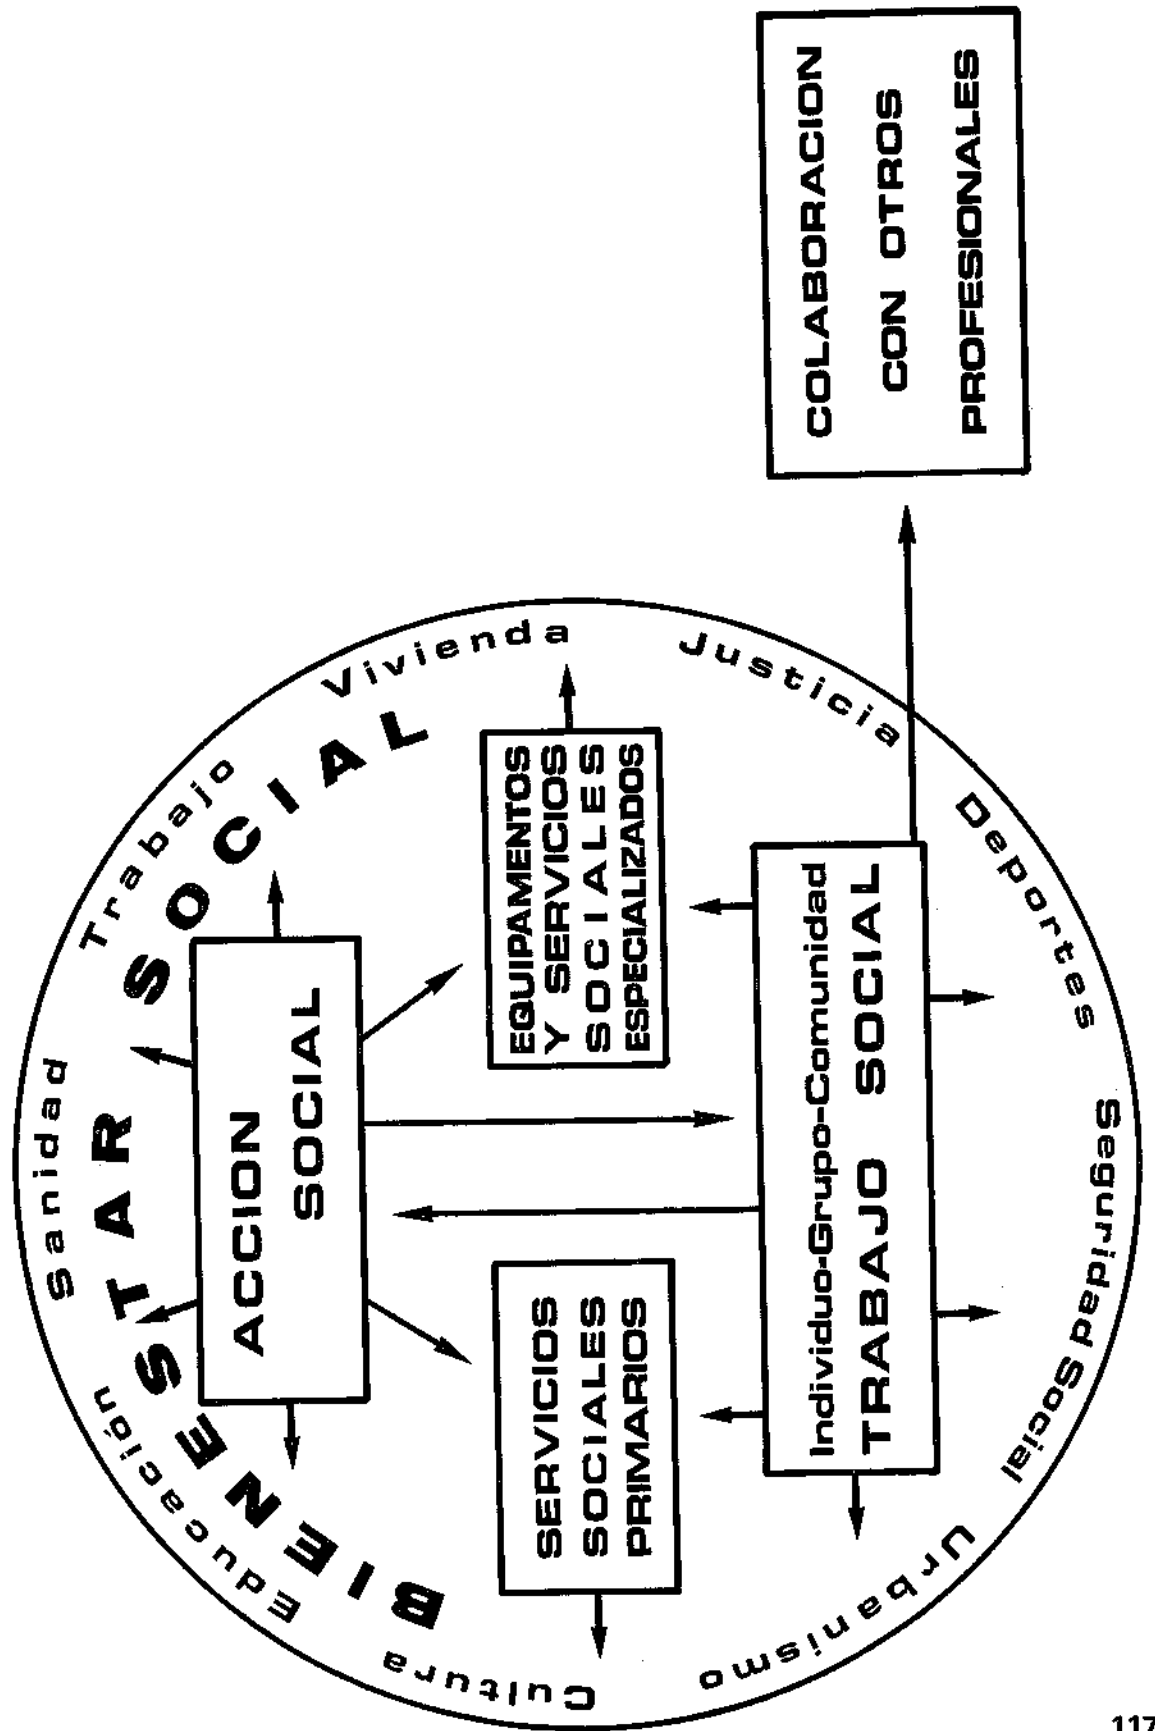 Cultura
Educación
Sanidad
Trabajo
Vivienda
Justicia
Deportes
Seguridad Social
Urbanismo
BIENESTAR SOCIAL
ACCION
SOCIAL
SERVICIOS
SOCIALES
PRIMARIOS
EQUIPAMENTOS
Y SERVICIOS
SOCIALES
ESPECIALIZADOS
Individuo-Grupo-Comunidad
TRABAJO SOCIAL
COLABORACION
CON OTROS
PROFESIONALES
117